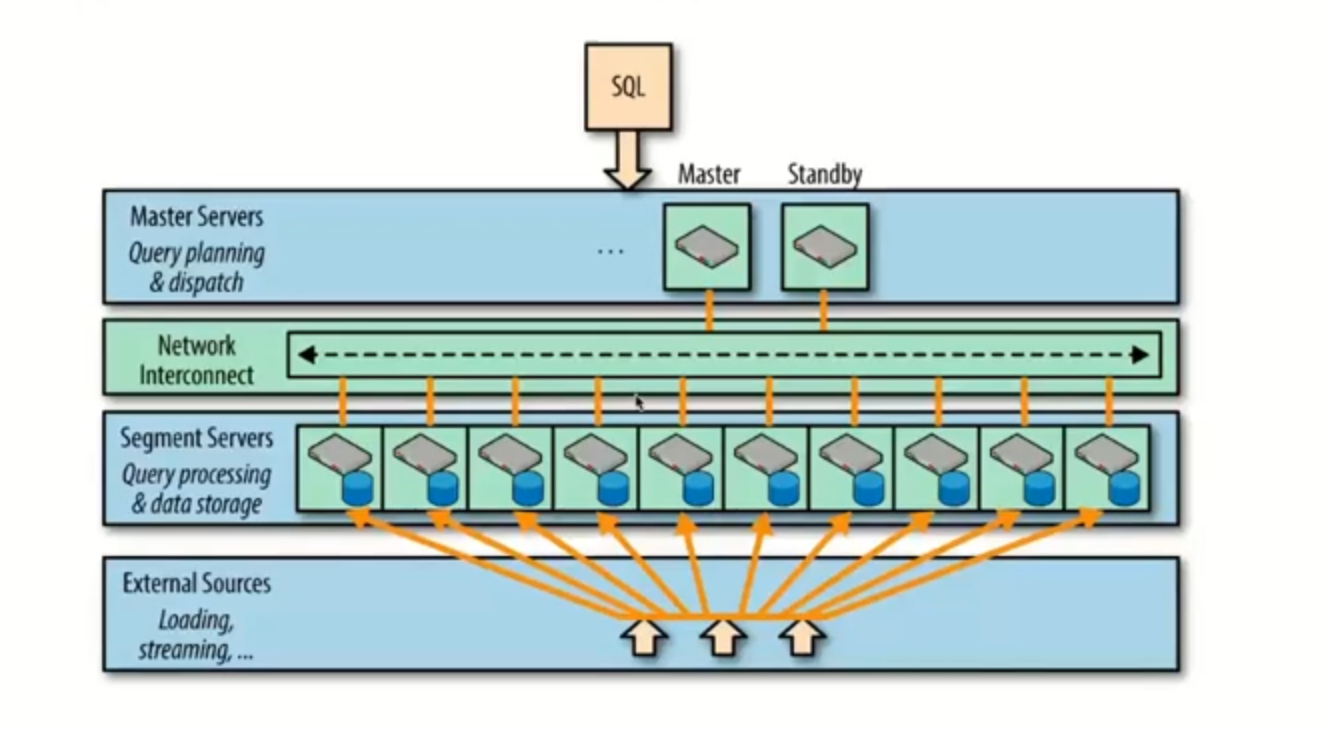 SQL
Master
Standby
Master Servers
Query planning
& dispatch
...
Network
Interconnect
Segment Servers
Query processing
& data storage
External Sources
Loading,
streaming, ...